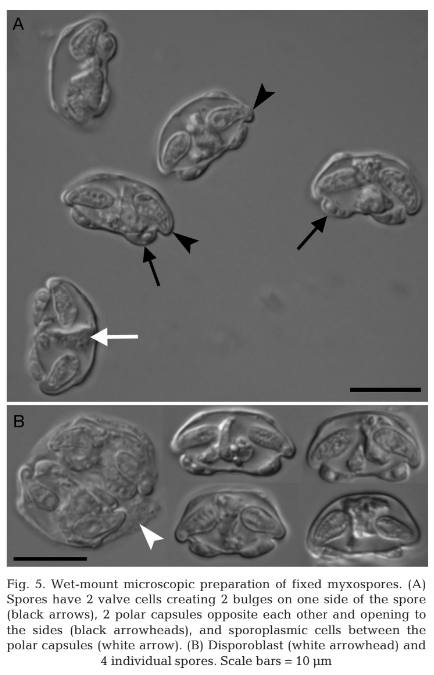 A
B
Fig. 5. Wet-mount microscopic preparation of fixed myxospores. (A)
Spores have 2 valve cells creating 2 bulges on one side of the spore
(black arrows), 2 polar capsules opposite each other and opening to
the sides (black arrowheads), and sporoplasmic cells between the
polar capsules (white arrow). (B) Disporoblast (white arrowhead) and
4 individual spores. Scale bars = 10 µm